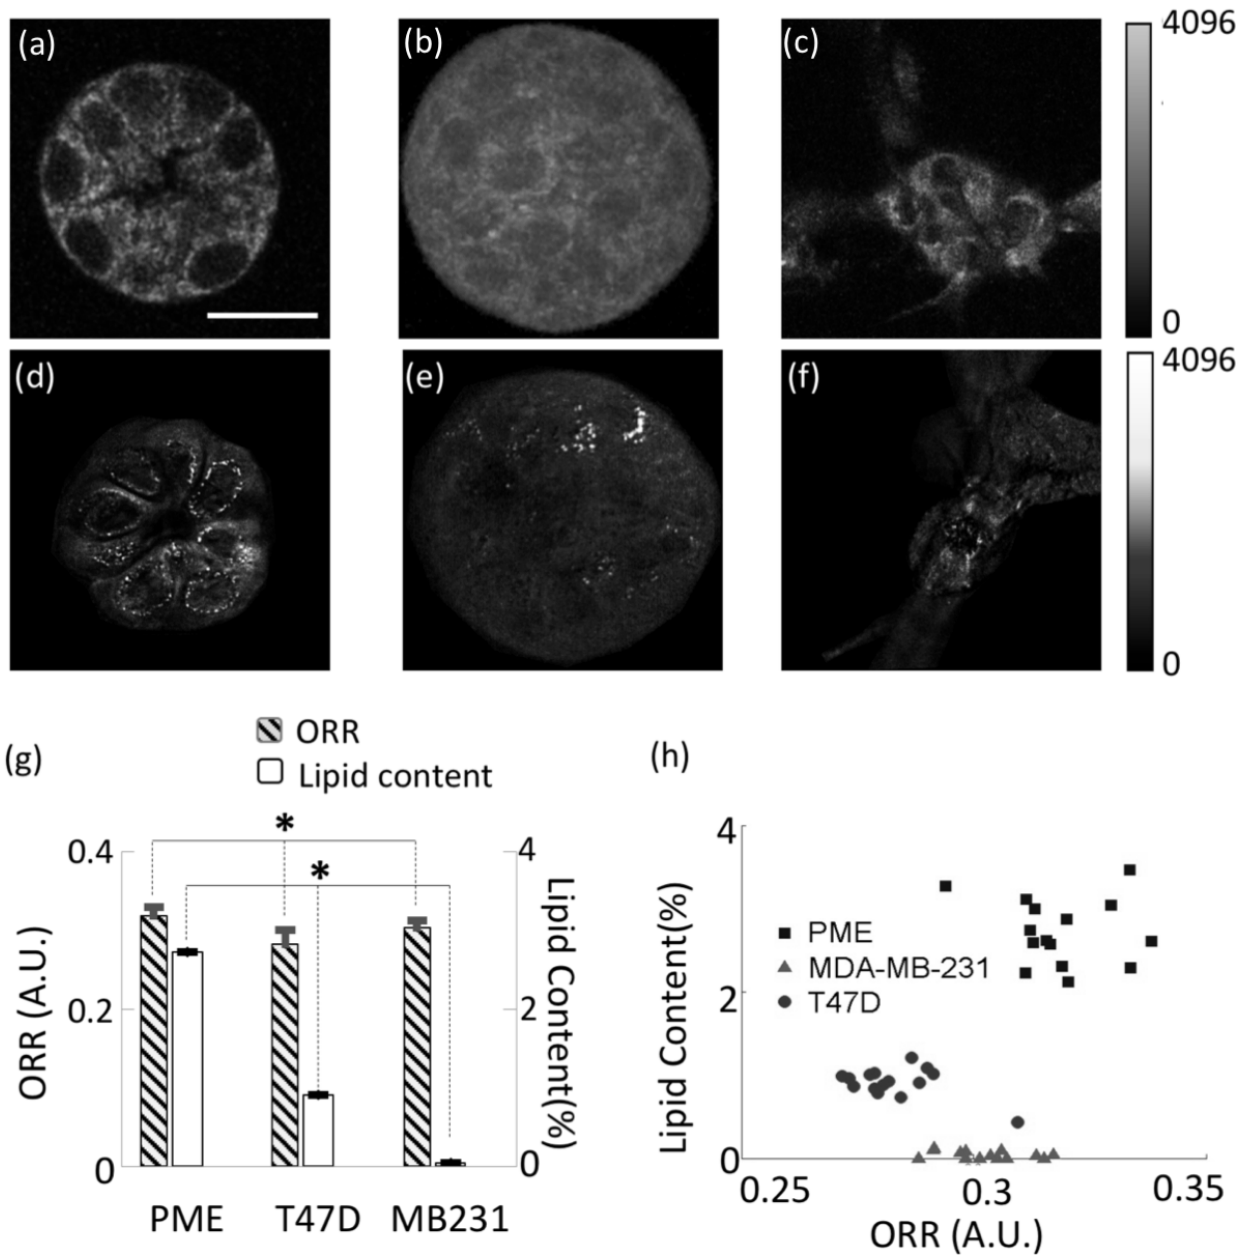 (a)
(b)
(c)
4096
0
(d)
(e)
(f)
4096
0
(g)
ORR
Lipid content
(h)
*
*
0.4
0.2
0
ORR (A.U.)
4
2
0
Lipid Content(%)
PME
T47D
MB231
4
2
0
Lipid Content(%)
PME
MDA-MB-231
T47D
0.25
0.3
0.35
ORR (A.U.)